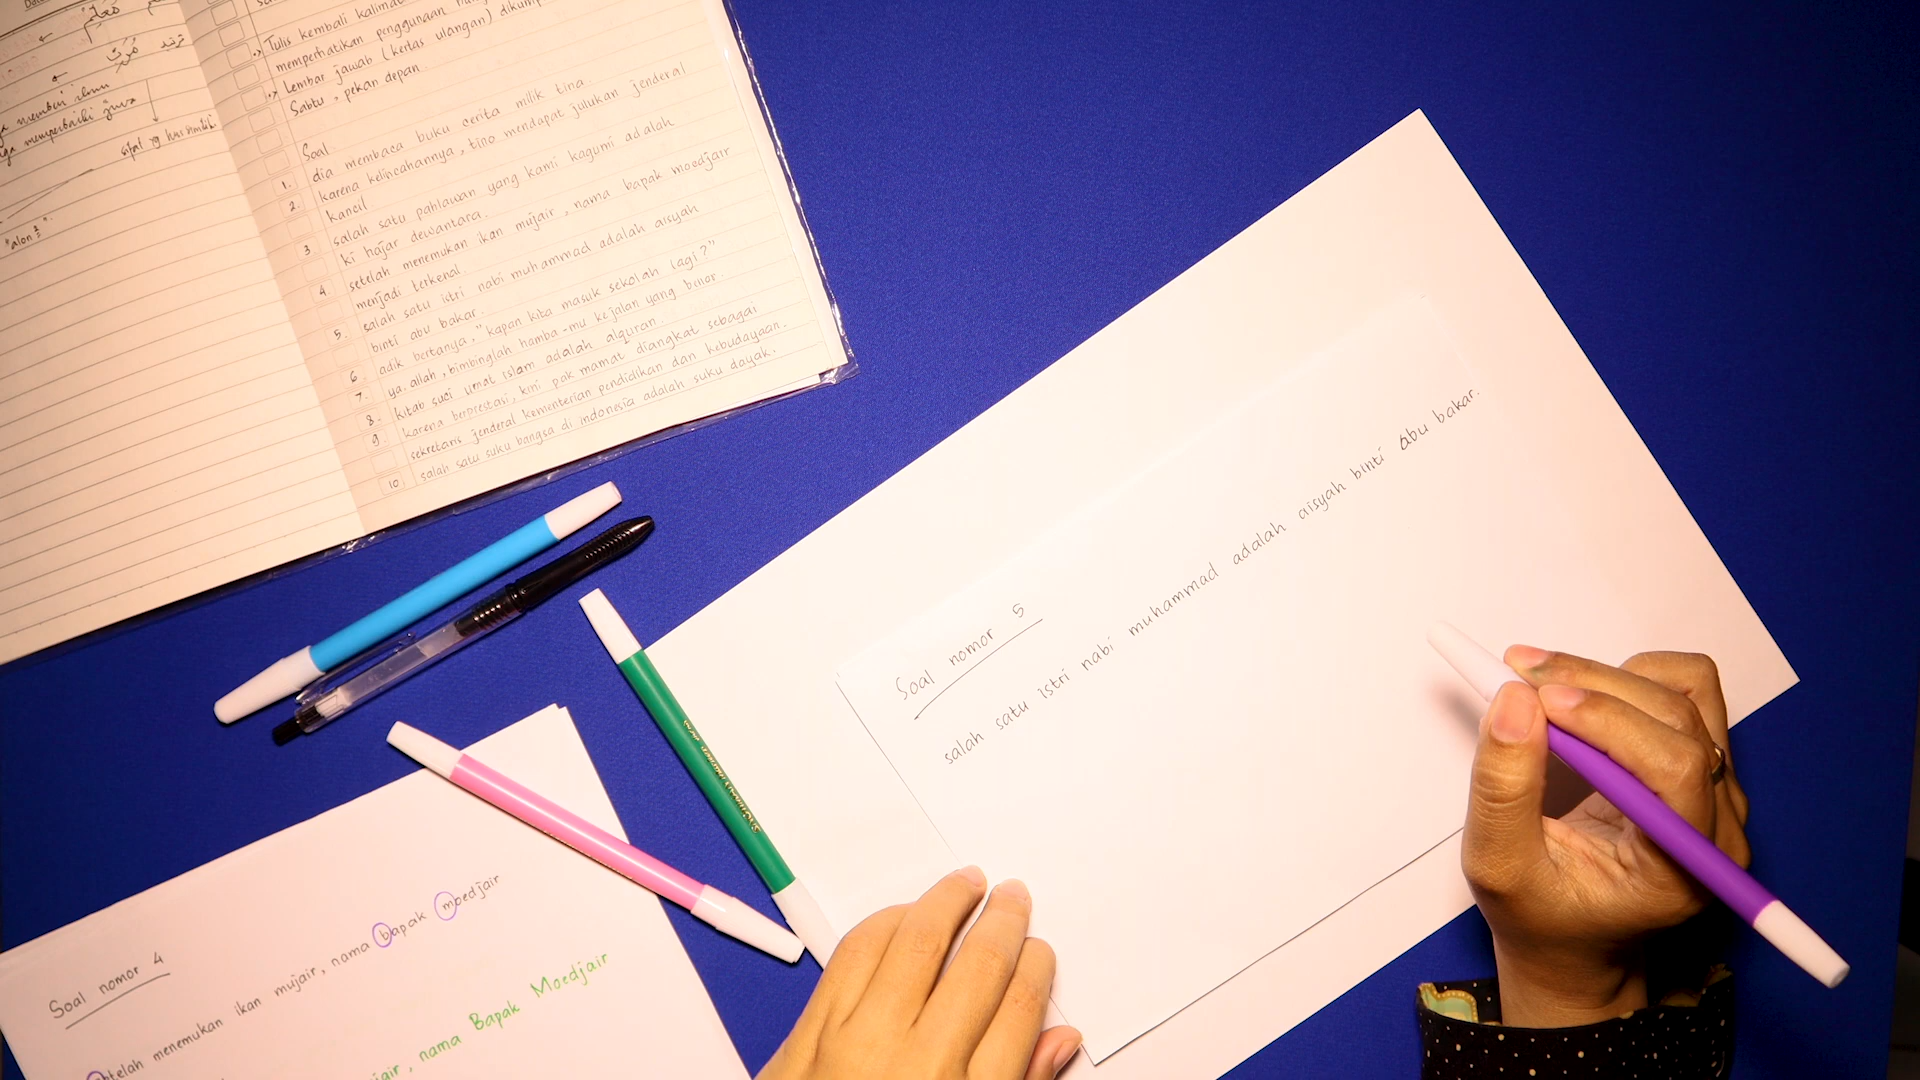 Tulis kembali kalimat
memperhatikan penggunaan
Lembar jawab (kertas ulangan)
Sabtu, pekan depan.
Soal
1. dia membaca buku cerita milik tina.
2. karena kelincahannya, tino mendapat julukan jenderal
kancil
3 salah satu pahlawan yang kami kagumi adalah
ki hajar dewantara.
4. setelah menemukan ikan mujair, nama bapak moedjair
menjadi terkenal.
5. salah satu istri nabi muhammad adalah aisyah
binti abu bakar.
6. adik bertanya, "kapan kita masuk sekolah lagi?"
7. ya allah, bimbinglah hamba-mu kejalan yang benar.
8. kitab suci umat islam adalah alquran.
9. karena berprestasi, kini pak mamat diangkat sebagai
sekretaris jenderal kementerian pendidikan dan kebudayaan.
10. salah satu suku bangsa di indonesia adalah suku dayak.
Soal nomor 5
salah satu istri nabi muhammad adalah aisyah binti abu bakar.
Soal nomor 4
setelah menemukan ikan mujair, nama bapak moedjair
nama Bapak Moedjair